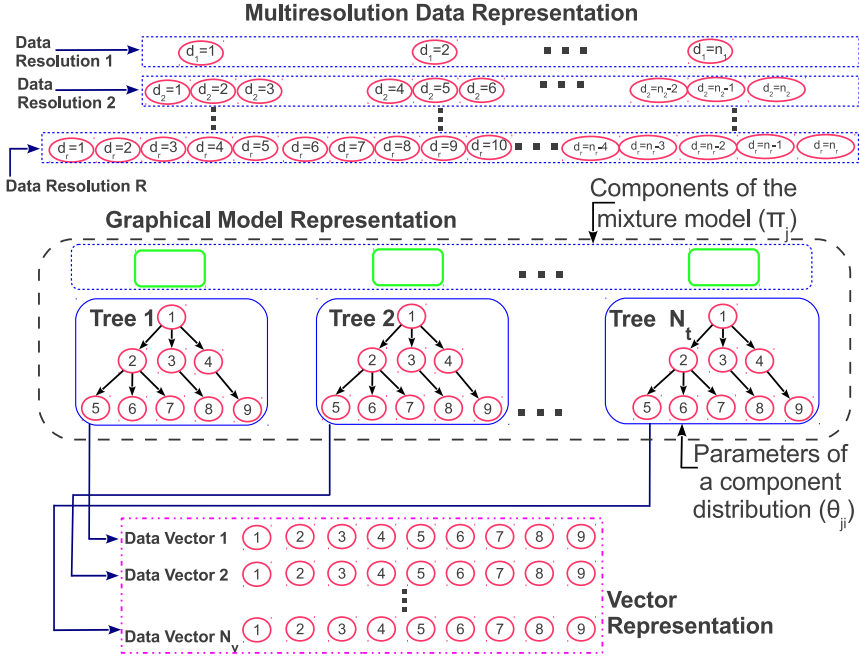 Multiresolution Data Representation
Data Resolution 1
d₁=1 d₁=2 ▪ ▪ ▪ d₁=n₁
Data Resolution 2
d₂=1 d₂=2 d₂=3 d₂=4 d₂=5 d₂=6 ▪ ▪ ▪ d₂=n₂-2 d₂=n₂-1 d₂=n₂
dᵣ=1 dᵣ=2 dᵣ=3 dᵣ=4 dᵣ=5 dᵣ=6 dᵣ=7 dᵣ=8 dᵣ=9 dᵣ=10 ▪ ▪ ▪ dᵣ=nᵣ-4 dᵣ=nᵣ-3 dᵣ=nᵣ-2 dᵣ=nᵣ-1 dᵣ=nᵣ
Data Resolution R
Components of the
mixture model (π_j)
Graphical Model Representation
Tree 1 1
2 3 4
5 6 7 8 9
Tree 2 1
2 3 4
5 6 7 8 9
Tree N_t 1
2 3 4
5 6 7 8 9
Parameters of
a component
distribution (θ_ji)
Data Vector 1 1 2 3 4 5 6 7 8 9
Data Vector 2 1 2 3 4 5 6 7 8 9
Data Vector N_v 1 2 3 4 5 6 7 8 9
Vector
Representation